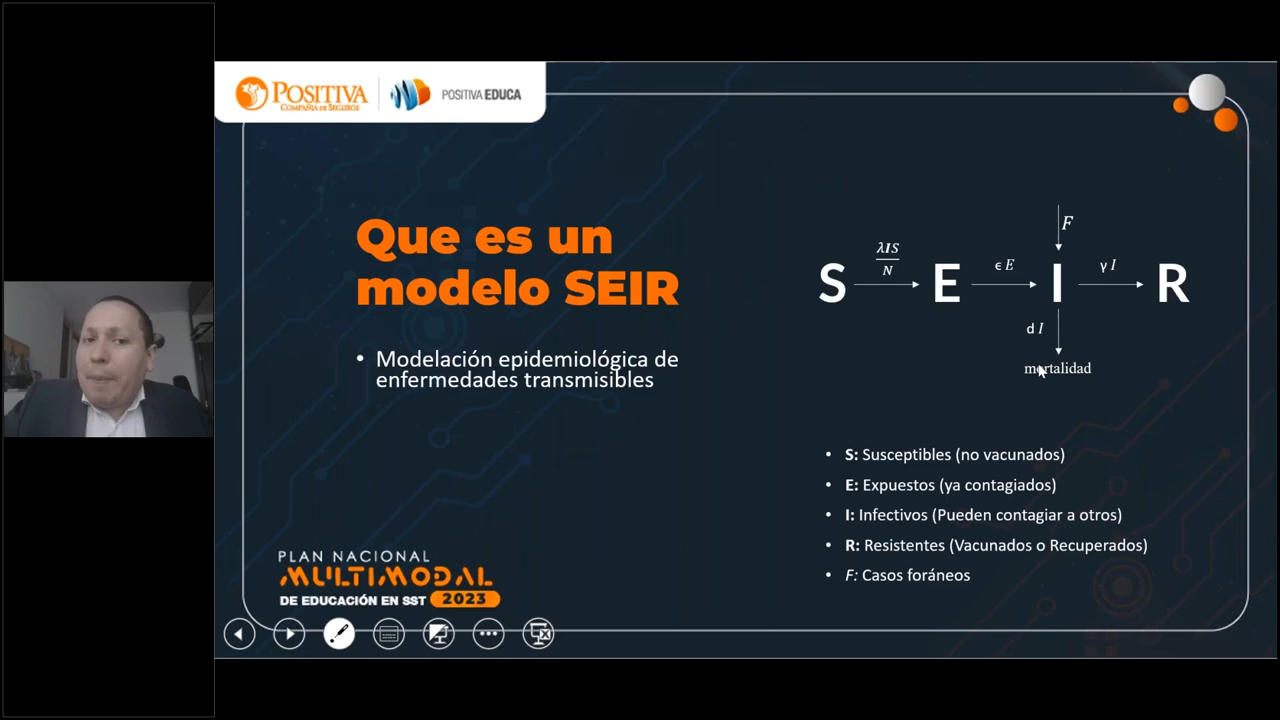 POSITIVA
COMPAÑÍA DE SEGUROS
POSITIVA EDUCA
Que es un
modelo SEIR
• Modelación epidemiológica de
enfermedades transmisibles
F
λIS
N
ϵ E
γ I
S E I R
d I
mortalidad
• S: Susceptibles (no vacunados)
• E: Expuestos (ya contagiados)
• I: Infectivos (Pueden contagiar a otros)
• R: Resistentes (Vacunados o Recuperados)
• F: Casos foráneos
PLAN NACIONAL
MULTIMODAL
DE EDUCACIÓN EN SST 2023